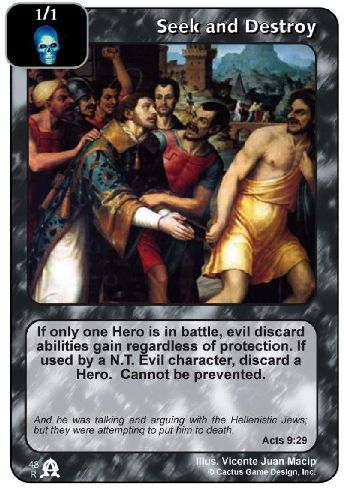 1/1
Seek and Destroy
If only one Hero is in battle, evil discard
abilities gain regardless of protection. If
used by a N.T. Evil character, discard a
Hero.  Cannot be prevented.
And he was talking and arguing with the Hellenistic Jews;
but they were attempting to put him to death.
Acts 9:29
48
R
Illus. Vicente Juan Macip
© Cactus Game Design, Inc.